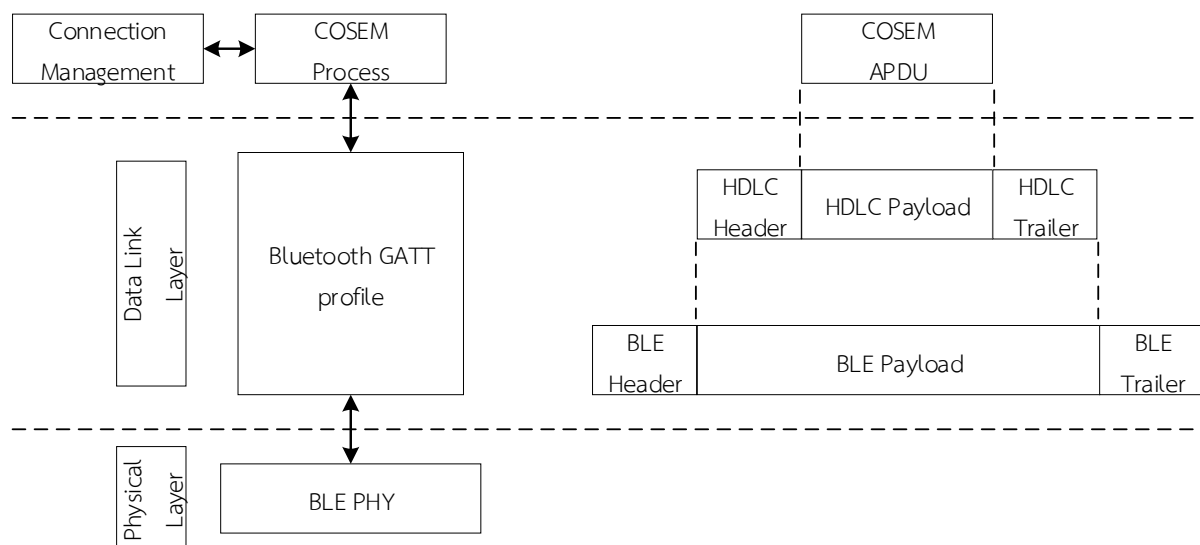 Connection
Management
COSEM
Process
COSEM
APDU
Data Link
Layer
Bluetooth GATT
profile
HDLC
Header
HDLC Payload
HDLC
Trailer
BLE
Header
BLE Payload
BLE
Trailer
Physical
Layer
BLE PHY